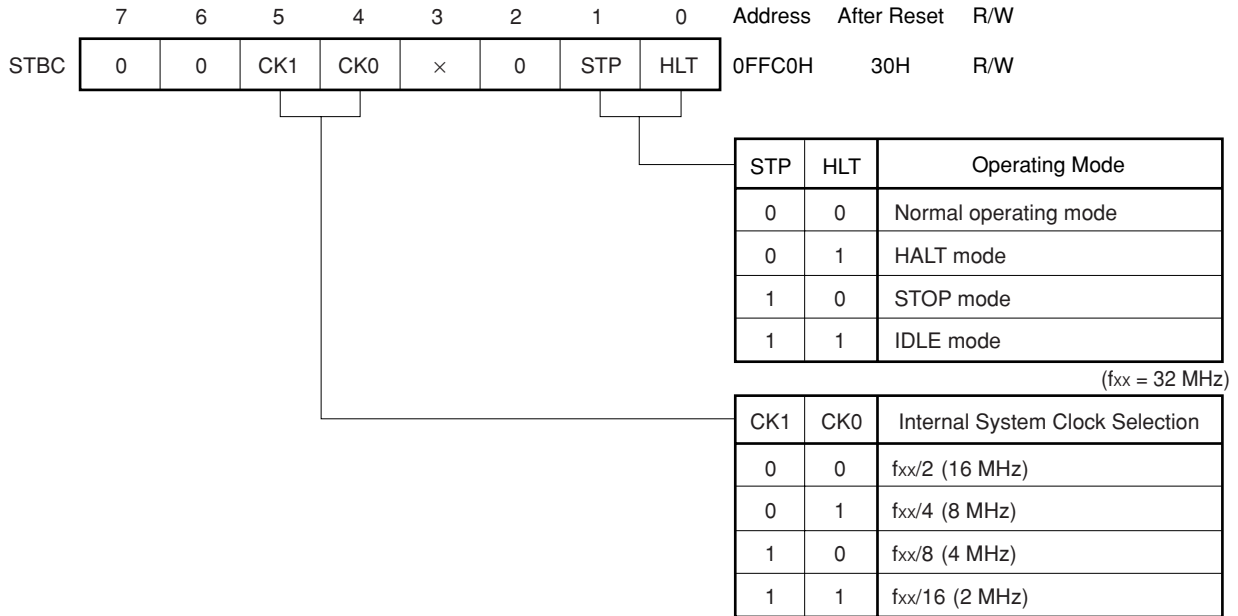 7 6 5 4 3 2 1 0 Address After Reset R/W
STBC 0 0 CK1 CK0 × 0 STP HLT 0FFC0H 30H R/W
STP HLT Operating Mode
0 0 Normal operating mode
0 1 HALT mode
1 0 STOP mode
1 1 IDLE mode
(fxx = 32 MHz)
CK1 CK0 Internal System Clock Selection
0 0 fxx/2 (16 MHz)
0 1 fxx/4 (8 MHz)
1 0 fxx/8 (4 MHz)
1 1 fxx/16 (2 MHz)